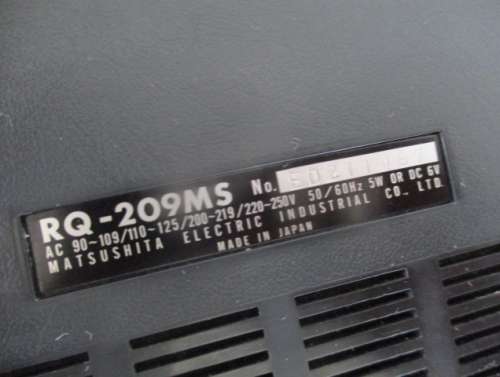 RQ-209MS No.
AC 90~109/110~125/200~219/220~250V 50/60Hz 5W OR DC 6V
MATSUSHITA ELECTRIC INDUSTRIAL CO., LTD.
MADE IN JAPAN